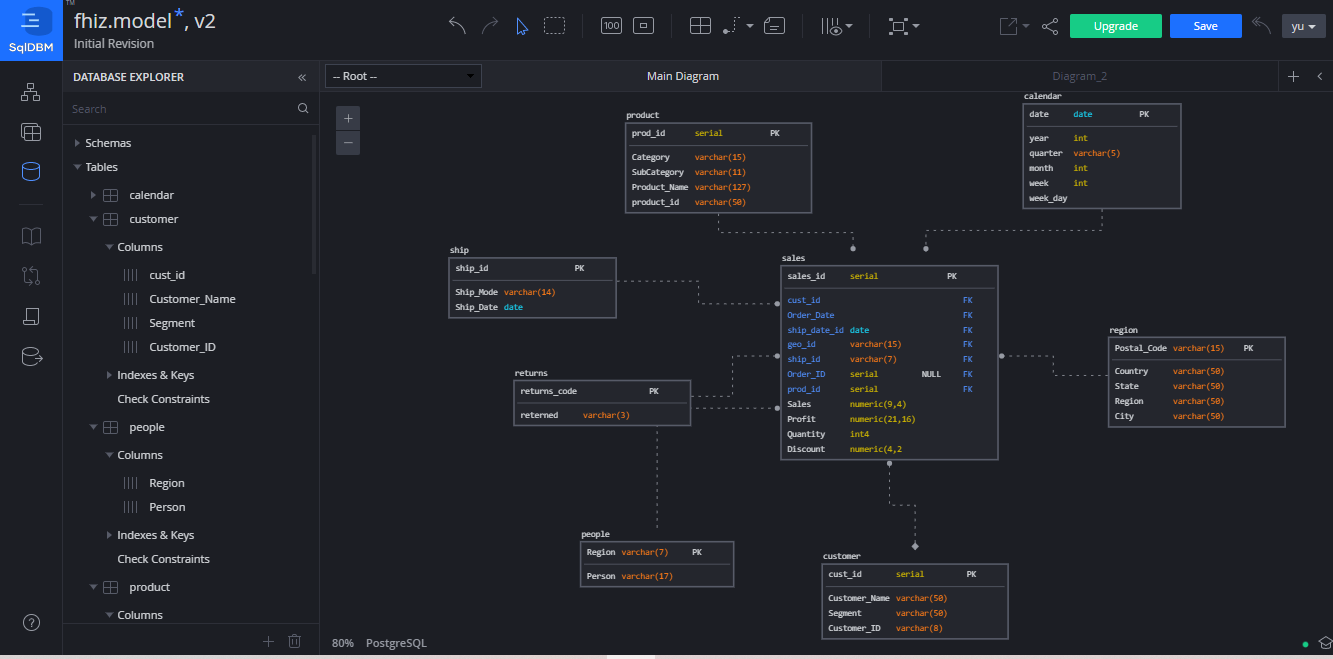 SqlDBM
TM
fhiz.model*, v2
Initial Revision
100
Upgrade
Save
yu
DATABASE EXPLORER
Search
Schemas
Tables
calendar
customer
Columns
cust_id
Customer_Name
Segment
Customer_ID
Indexes & Keys
Check Constraints
people
Columns
Region
Person
Indexes & Keys
Check Constraints
product
Columns
-- Root --
Main Diagram
Diagram_2
product
prod_id serial PK
Category varchar(15)
SubCategory varchar(11)
Product_Name varchar(127)
product_id varchar(50)
calendar
date date PK
year int
quarter varchar(5)
month int
week int
week_day
ship
ship_id PK
Ship_Mode varchar(14)
Ship_Date date
sales
sales_id serial PK
cust_id FK
Order_Date FK
ship_date_id date FK
geo_id varchar(15) FK
ship_id varchar(7) FK
Order_ID serial NULL FK
prod_id serial FK
Sales numeric(9,4)
Profit numeric(21,16)
Quantity int4
Discount numeric(4,2
region
Postal_Code varchar(15) PK
Country varchar(50)
State varchar(50)
Region varchar(50)
City varchar(50)
returns
returns_code PK
reterned varchar(3)
people
Region varchar(7) PK
Person varchar(17)
customer
cust_id serial PK
Customer_Name varchar(50)
Segment varchar(50)
Customer_ID varchar(8)
80% PostgreSQL